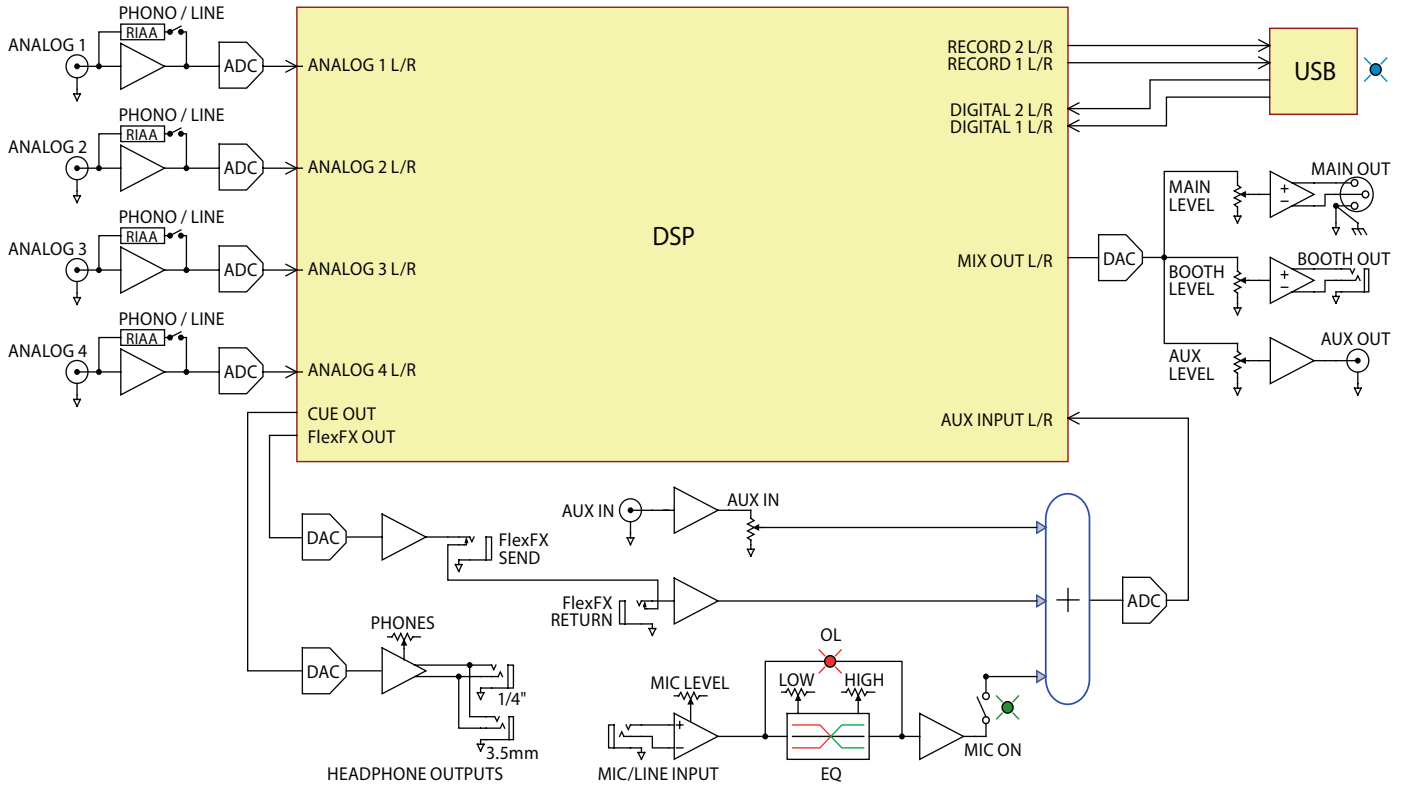 PHONO / LINE
RIAA
ANALOG 1
ADC
ANALOG 1 L/R
PHONO / LINE
RIAA
ANALOG 2
ADC
ANALOG 2 L/R
PHONO / LINE
RIAA
ANALOG 3
ADC
ANALOG 3 L/R
PHONO / LINE
RIAA
ANALOG 4
ADC
ANALOG 4 L/R
CUE OUT
FlexFX OUT
DSP
RECORD 2 L/R
RECORD 1 L/R
DIGITAL 2 L/R
DIGITAL 1 L/R
USB
MIX OUT L/R
DAC
MAIN
LEVEL
+
−
MAIN OUT
BOOTH
LEVEL
+
−
BOOTH OUT
AUX
LEVEL
AUX OUT
AUX INPUT L/R
DAC
FlexFX
SEND
AUX IN
AUX IN
FlexFX
RETURN
+
ADC
PHONES
DAC
1/4"
3.5mm
HEADPHONE OUTPUTS
MIC LEVEL
+
−
MIC/LINE INPUT
OL
LOW
HIGH
EQ
MIC ON